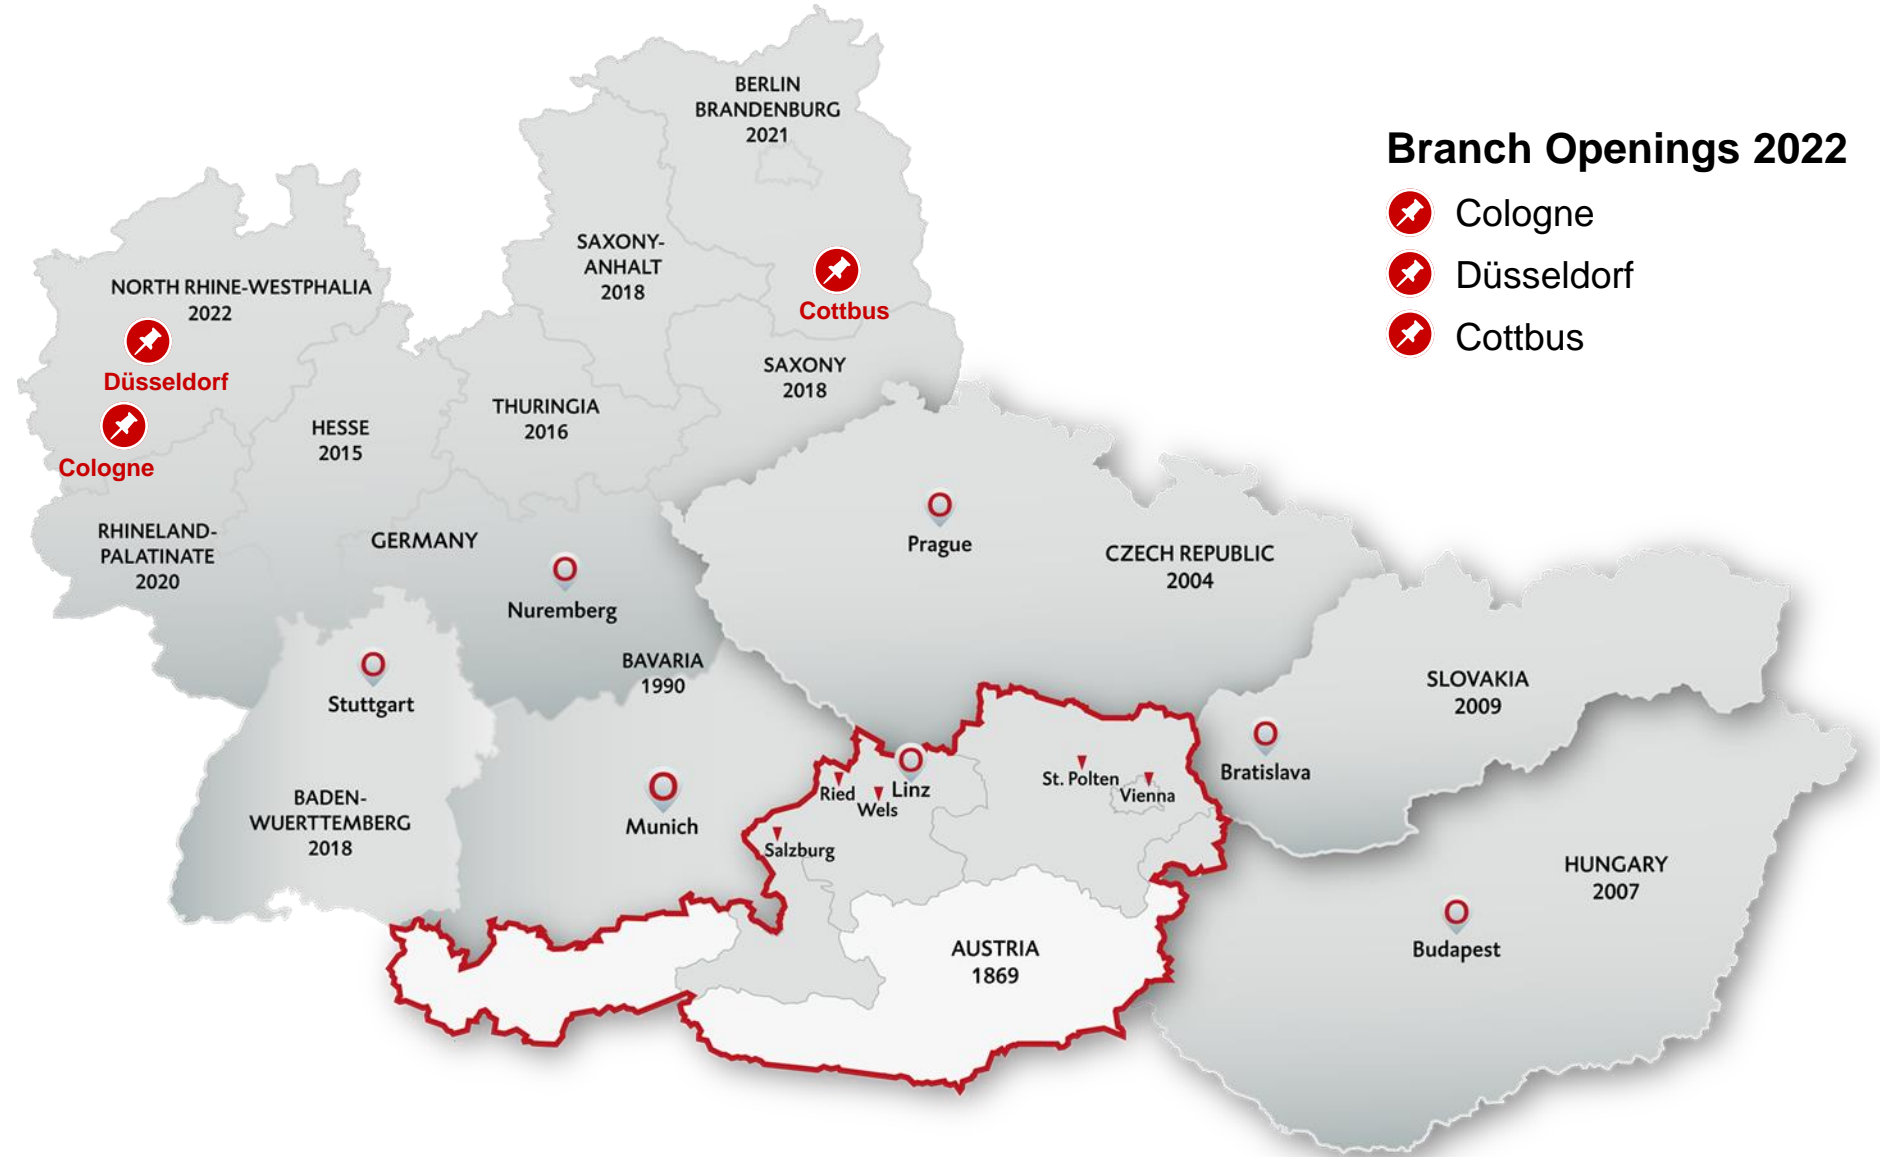 BERLIN
BRANDENBURG
2021
Branch Openings 2022
Cologne
Düsseldorf
Cottbus
SAXONY-
ANHALT
2018
NORTH RHINE-WESTPHALIA
2022
Cottbus
Düsseldorf
SAXONY
2018
THURINGIA
2016
HESSE
2015
Cologne
RHINELAND-
PALATINATE
2020
GERMANY
O
Nuremberg
O
Prague
CZECH REPUBLIC
2004
BAVARIA
1990
O
Stuttgart
SLOVAKIA
2009
O
Bratislava
O
Linz
Ried
Wels
St. Polten
Vienna
Salzburg
O
Munich
BADEN-
WUERTTEMBERG
2018
HUNGARY
2007
O
Budapest
AUSTRIA
1869